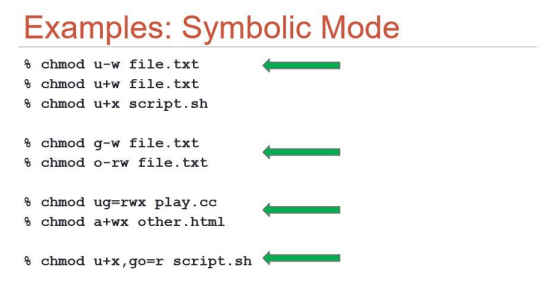 Examples: Symbolic Mode
% chmod u-w file.txt
% chmod u+w file.txt
% chmod u+x script.sh
% chmod g-w file.txt
% chmod o-rw file.txt
% chmod ug=rwx play.cc
% chmod a+wx other.html
% chmod u+x,go=r script.sh